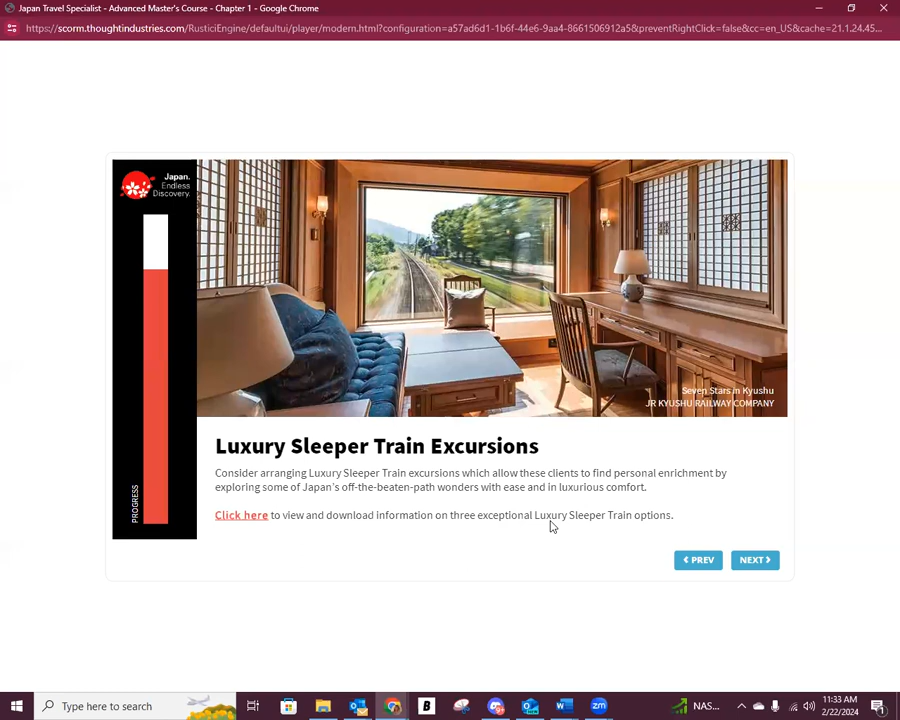 Japan Travel Specialist - Advanced Master's Course - Chapter 1 - Google Chrome
https://scorm.thoughtindustries.com/RusticiEngine/defaultui/player/modern.html?configuration=a57ad6d1-1b6f-44e6-9aa4-8661506912a5&preventRightClick=false&cc=en_US&cache=21.1.24.45...
Japan.
Endless
Discovery.
PROGRESS
Seven Stars in Kyushu
JR KYUSHU RAILWAY COMPANY
Luxury Sleeper Train Excursions
Consider arranging Luxury Sleeper Train excursions which allow these clients to find personal enrichment by
exploring some of Japan's off-the-beaten-path wonders with ease and in luxurious comfort.
Click here to view and download information on three exceptional Luxury Sleeper Train options.
PREV
NEXT
Type here to search
B
NAS...
11:33 AM
2/22/2024
1